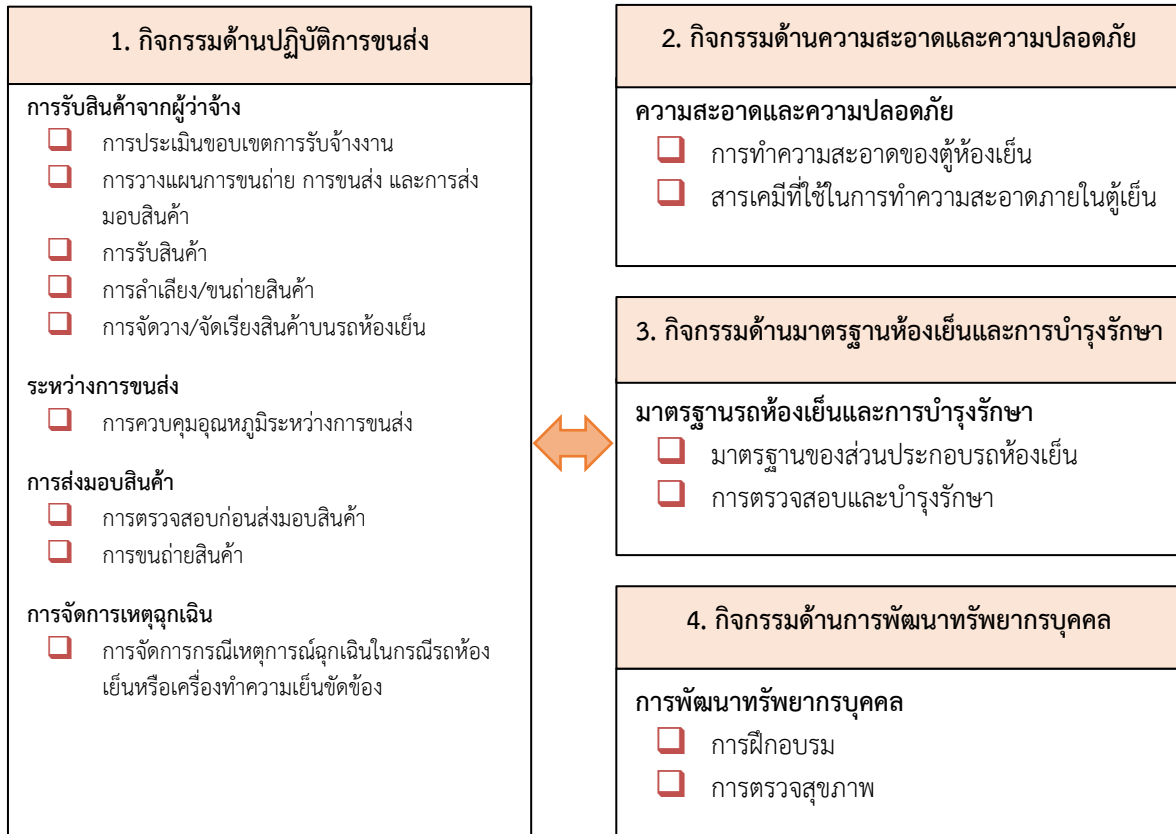 1. กิจกรรมด้านปฏิบัติการขนส่ง
การรับสินค้าจากผู้ว่าจ้าง
การประเมินขอบเขตการรับจ้างงาน
การวางแผนการขนถ่าย การขนส่ง และการส่ง
มอบสินค้า
การรับสินค้า
การลำเลียง/ขนถ่ายสินค้า
การจัดวาง/จัดเรียงสินค้าบนรถห้องเย็น
ระหว่างการขนส่ง
การควบคุมอุณหภูมิระหว่างการขนส่ง
การส่งมอบสินค้า
การตรวจสอบก่อนส่งมอบสินค้า
การขนถ่ายสินค้า
การจัดการเหตุฉุกเฉิน
การจัดการกรณีเหตุการณ์ฉุกเฉินในกรณีรถห้อง
เย็นหรือเครื่องทำความเย็นขัดข้อง
2. กิจกรรมด้านความสะอาดและความปลอดภัย
ความสะอาดและความปลอดภัย
การทำความสะอาดของตู้ห้องเย็น
สารเคมีที่ใช้ในการทำความสะอาดภายในตู้เย็น
3. กิจกรรมด้านมาตรฐานห้องเย็นและการบำรุงรักษา
มาตรฐานรถห้องเย็นและการบำรุงรักษา
มาตรฐานของส่วนประกอบรถห้องเย็น
การตรวจสอบและบำรุงรักษา
4. กิจกรรมด้านการพัฒนาทรัพยากรบุคคล
การพัฒนาทรัพยากรบุคคล
การฝึกอบรม
การตรวจสุขภาพ